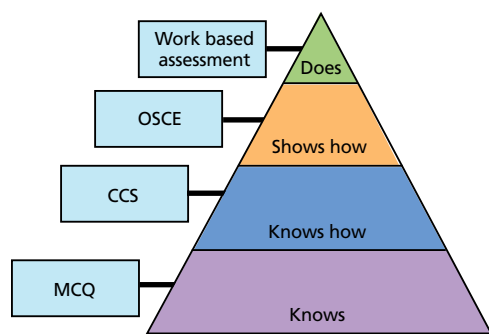 Work based
assessment
Does
OSCE
Shows how
CCS
Knows how
MCQ
Knows